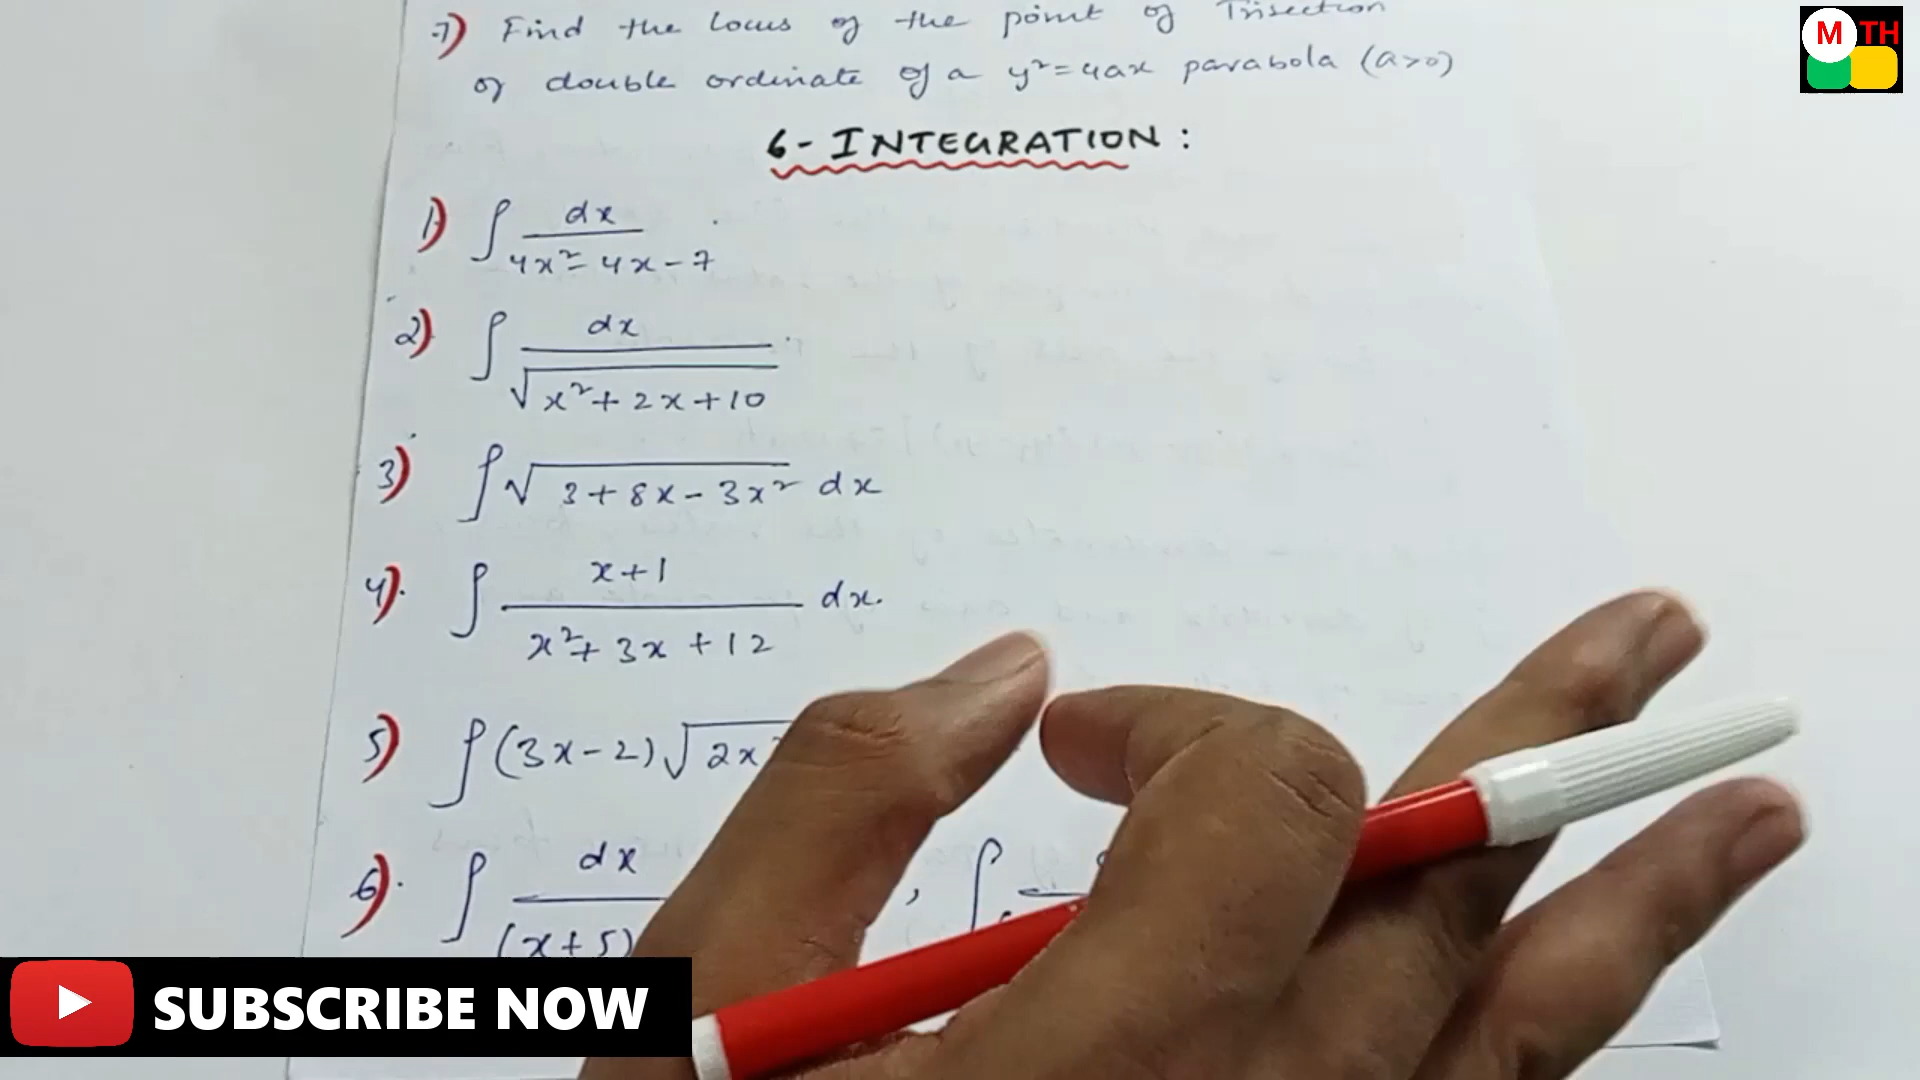 7) Find the locus of the point of Trisection
of double ordinate of a y²=4ax parabola (a>0)
M TH
6- INTEGRATION:
1) ∫ dx / 4x²-4x-7
2) ∫ dx / √x²+2x+10
3) ∫√3+8x-3x² dx
4). ∫ x+1 / x²+3x+12 dx.
5) ∫(3x-2)√2x²
6). ∫ dx / (x+5) , ∫
SUBSCRIBE NOW